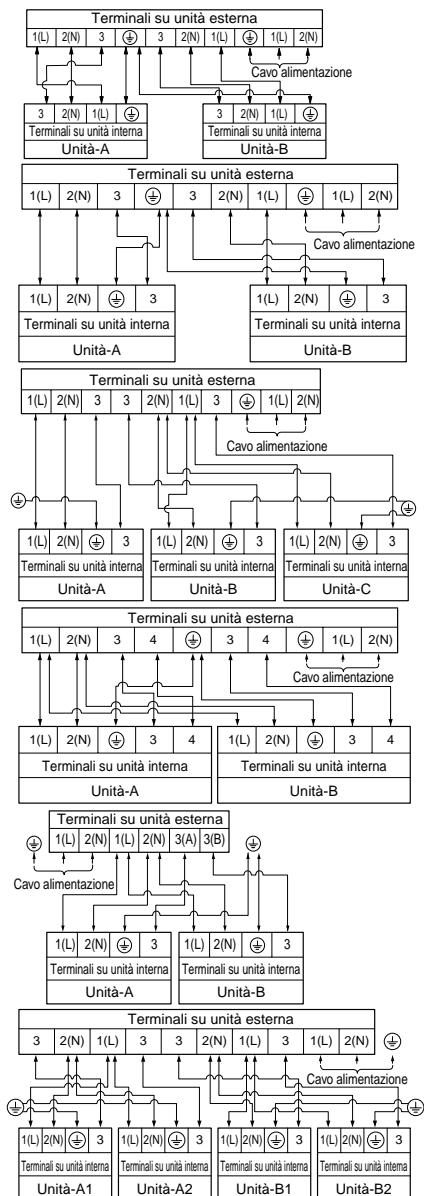 Terminali su unità esterna
1(L) 2(N) 3 ⏚ 3 2(N) 1(L) ⏚ 1(L) 2(N)
Cavo alimentazione
3 2(N) 1(L) ⏚ 3 2(N) 1(L) ⏚
Terminali su unità interna Terminali su unità interna
Unità-A Unità-B
Terminali su unità esterna
1(L) 2(N) 3 ⏚ 3 2(N) 1(L) ⏚ 1(L) 2(N)
Cavo alimentazione
1(L) 2(N) ⏚ 3 1(L) 2(N) ⏚ 3
Terminali su unità interna Terminali su unità interna
Unità-A Unità-B
Terminali su unità esterna
1(L) 2(N) 3 3 2(N) 1(L) 3 ⏚ 1(L) 2(N)
Cavo alimentazione
⏚ ⏚
1(L) 2(N) ⏚ 3 1(L) 2(N) ⏚ 3 1(L) 2(N) ⏚ 3
Terminali su unità interna Terminali su unità interna Terminali su unità interna
Unità-A Unità-B Unità-C
Terminali su unità esterna
1(L) 2(N) 3 4 ⏚ 3 4 ⏚ 1(L) 2(N)
Cavo alimentazione
1(L) 2(N) ⏚ 3 4 1(L) 2(N) ⏚ 3 4
Terminali su unità interna Terminali su unità interna
Unità-A Unità-B
Terminali su unità esterna
⏚ 1(L) 2(N) 1(L) 2(N) 3(A) 3(B) ⏚
Cavo alimentazione
1(L) 2(N) ⏚ 3 1(L) 2(N) ⏚ 3
Terminali su unità interna Terminali su unità interna
Unità-A Unità-B
Terminali su unità esterna
3 2(N) 1(L) 3 3 2(N) 1(L) 3 1(L) 2(N) ⏚
Cavo alimentazione
⏚ ⏚
1(L) 2(N) ⏚ 3 1(L) 2(N) ⏚ 3 1(L) 2(N) ⏚ 3 1(L) 2(N) ⏚ 3
Terminali su unità interna Terminali su unità interna Terminali su unità interna Terminali su unità interna
Unità-A1 Unità-A2 Unità-B1 Unità-B2